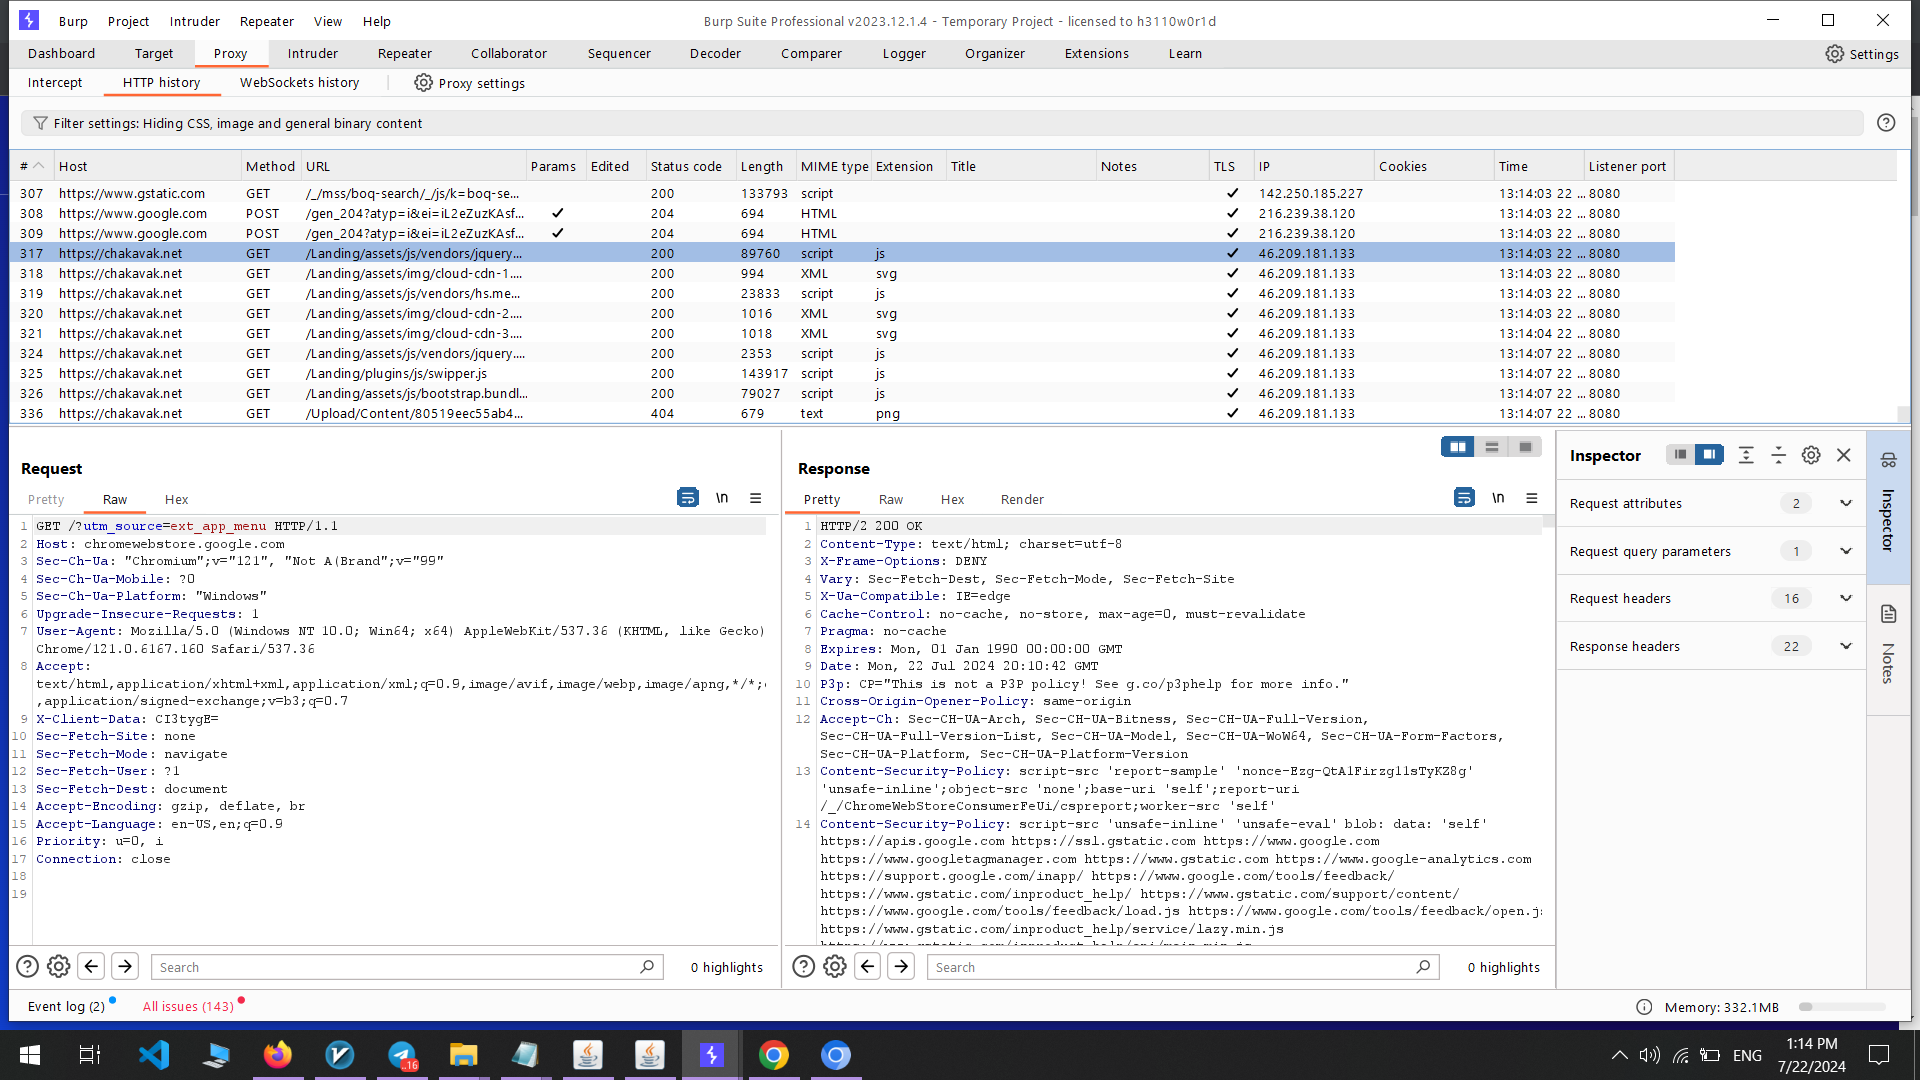 Burp Project Intruder Repeater View Help
Burp Suite Professional v2023.12.1.4 - Temporary Project - licensed to h3110w0r1d
Dashboard Target Proxy Intruder Repeater Collaborator Sequencer Decoder Comparer Logger Organizer Extensions Learn Settings
Intercept HTTP history WebSockets history Proxy settings
Filter settings: Hiding CSS, image and general binary content
# Host Method URL Params Edited Status code Length MIME type Extension Title Notes TLS IP Cookies Time Listener port
307 https://www.gstatic.com GET /_/mss/boq-search/_/js/k=boq-se... 200 133793 script ✓ 142.250.185.227 13:14:03 22 ... 8080
308 https://www.google.com POST /gen_204?atyp=i&ei=iL2eZuzKAsf... ✓ 204 694 HTML ✓ 216.239.38.120 13:14:03 22 ... 8080
309 https://www.google.com POST /gen_204?atyp=i&ei=iL2eZuzKAsf... ✓ 204 694 HTML ✓ 216.239.38.120 13:14:03 22 ... 8080
317 https://chakavak.net GET /Landing/assets/js/vendors/jquery... 200 89760 script js ✓ 46.209.181.133 13:14:03 22 ... 8080
318 https://chakavak.net GET /Landing/assets/img/cloud-cdn-1.... 200 994 XML svg ✓ 46.209.181.133 13:14:03 22 ... 8080
319 https://chakavak.net GET /Landing/assets/js/vendors/hs.me... 200 23833 script js ✓ 46.209.181.133 13:14:03 22 ... 8080
320 https://chakavak.net GET /Landing/assets/img/cloud-cdn-2.... 200 1016 XML svg ✓ 46.209.181.133 13:14:03 22 ... 8080
321 https://chakavak.net GET /Landing/assets/img/cloud-cdn-3.... 200 1018 XML svg ✓ 46.209.181.133 13:14:04 22 ... 8080
324 https://chakavak.net GET /Landing/assets/js/vendors/jquery.... 200 2353 script js ✓ 46.209.181.133 13:14:07 22 ... 8080
325 https://chakavak.net GET /Landing/plugins/js/swipper.js 200 143917 script js ✓ 46.209.181.133 13:14:07 22 ... 8080
326 https://chakavak.net GET /Landing/assets/js/bootstrap.bundl... 200 79027 script js ✓ 46.209.181.133 13:14:07 22 ... 8080
336 https://chakavak.net GET /Upload/Content/80519eec55ab4... 404 679 text png ✓ 46.209.181.133 13:14:07 22 ... 8080
Request
Pretty Raw Hex \n
1 GET /?utm_source=ext_app_menu HTTP/1.1
2 Host: chromewebstore.google.com
3 Sec-Ch-Ua: "Chromium";v="121", "Not A(Brand";v="99"
4 Sec-Ch-Ua-Mobile: ?0
5 Sec-Ch-Ua-Platform: "Windows"
6 Upgrade-Insecure-Requests: 1
7 User-Agent: Mozilla/5.0 (Windows NT 10.0; Win64; x64) AppleWebKit/537.36 (KHTML, like Gecko)
Chrome/121.0.6167.160 Safari/537.36
8 Accept:
text/html,application/xhtml+xml,application/xml;q=0.9,image/avif,image/webp,image/apng,*/*;
,application/signed-exchange;v=b3;q=0.7
9 X-Client-Data: CI3tygE=
10 Sec-Fetch-Site: none
11 Sec-Fetch-Mode: navigate
12 Sec-Fetch-User: ?1
13 Sec-Fetch-Dest: document
14 Accept-Encoding: gzip, deflate, br
15 Accept-Language: en-US,en;q=0.9
16 Priority: u=0, i
17 Connection: close
18
19
Search 0 highlights
Response
Pretty Raw Hex Render \n
1 HTTP/2 200 OK
2 Content-Type: text/html; charset=utf-8
3 X-Frame-Options: DENY
4 Vary: Sec-Fetch-Dest, Sec-Fetch-Mode, Sec-Fetch-Site
5 X-Ua-Compatible: IE=edge
6 Cache-Control: no-cache, no-store, max-age=0, must-revalidate
7 Pragma: no-cache
8 Expires: Mon, 01 Jan 1990 00:00:00 GMT
9 Date: Mon, 22 Jul 2024 20:10:42 GMT
10 P3p: CP="This is not a P3P policy! See g.co/p3phelp for more info."
11 Cross-Origin-Opener-Policy: same-origin
12 Accept-Ch: Sec-CH-UA-Arch, Sec-CH-UA-Bitness, Sec-CH-UA-Full-Version,
Sec-CH-UA-Full-Version-List, Sec-CH-UA-Model, Sec-CH-UA-WoW64, Sec-CH-UA-Form-Factors,
Sec-CH-UA-Platform, Sec-CH-UA-Platform-Version
13 Content-Security-Policy: script-src 'report-sample' 'nonce-Ezg-QtA1Firzg11sTyKZ8g'
'unsafe-inline';object-src 'none';base-uri 'self';report-uri
/_/ChromeWebStoreConsumerFeUi/cspreport;worker-src 'self'
14 Content-Security-Policy: script-src 'unsafe-inline' 'unsafe-eval' blob: data: 'self'
https://apis.google.com https://ssl.gstatic.com https://www.google.com
https://www.googletagmanager.com https://www.gstatic.com https://www.google-analytics.com
https://support.google.com/inapp/ https://www.google.com/tools/feedback/
https://www.gstatic.com/inproduct_help/ https://www.gstatic.com/support/content/
https://www.google.com/tools/feedback/load.js https://www.google.com/tools/feedback/open.js
https://www.gstatic.com/inproduct_help/service/lazy.min.js
Search 0 highlights
Inspector
Request attributes 2
Request query parameters 1
Request headers 16
Response headers 22
Inspector
Notes
Event log (2) All issues (143) Memory: 332.1MB
..16
ENG 1:14 PM
7/22/2024